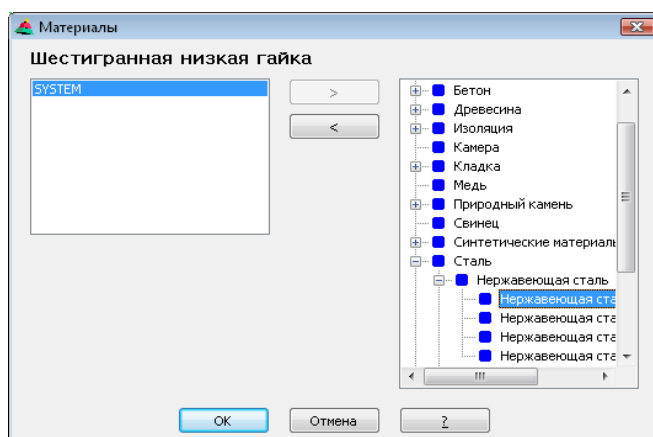 Материалы
Шестигранная низкая гайка
SYSTEM
>
<
Бетон
Древесина
Изоляция
Камера
Кладка
Медь
Природный камень
Свинец
Синтетические материаль
Сталь
Нержавеющая сталь
Нержавеющая ста
Нержавеющая ста
Нержавеющая ста
Нержавеющая ста
OK
Отмена
?